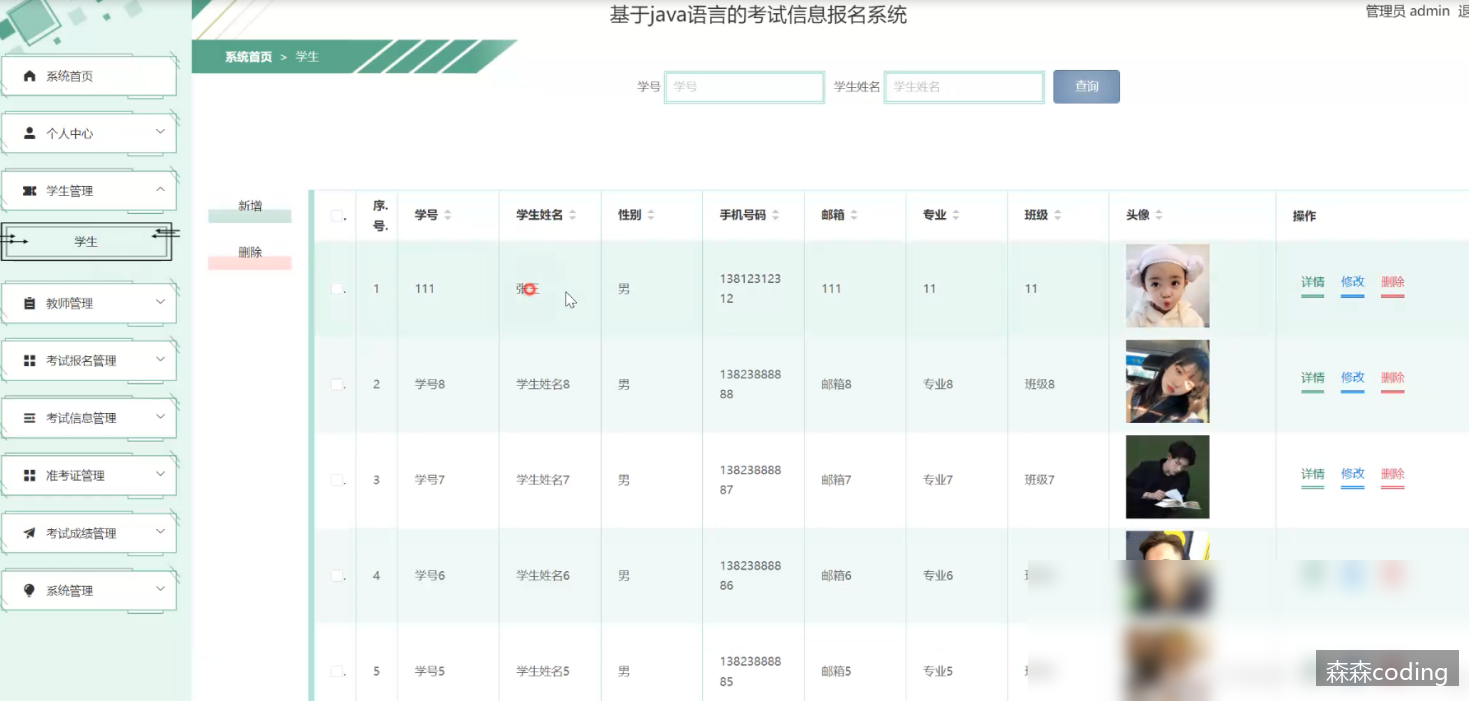 基于java语言的考试信息报名系统
管理员 admin
系统首页 > 学生
系统首页
个人中心
学生管理
学生
教师管理
考试报名管理
考试信息管理
准考证管理
考试成绩管理
系统管理
学号 学号 学生姓名 学生姓名 查询
新增
删除
序号. 学号 学生姓名 性别 手机号码 邮箱 专业 班级 头像 操作
1 111 张三 男 13812312312 111 11 11 详情 修改 删除
2 学号8 学生姓名8 男 13823888888 邮箱8 专业8 班级8 详情 修改 删除
3 学号7 学生姓名7 男 13823888887 邮箱7 专业7 班级7 详情 修改 删除
4 学号6 学生姓名6 男 13823888886 邮箱6 专业6
5 学号5 学生姓名5 男 13823888885 邮箱5 专业5
森森coding